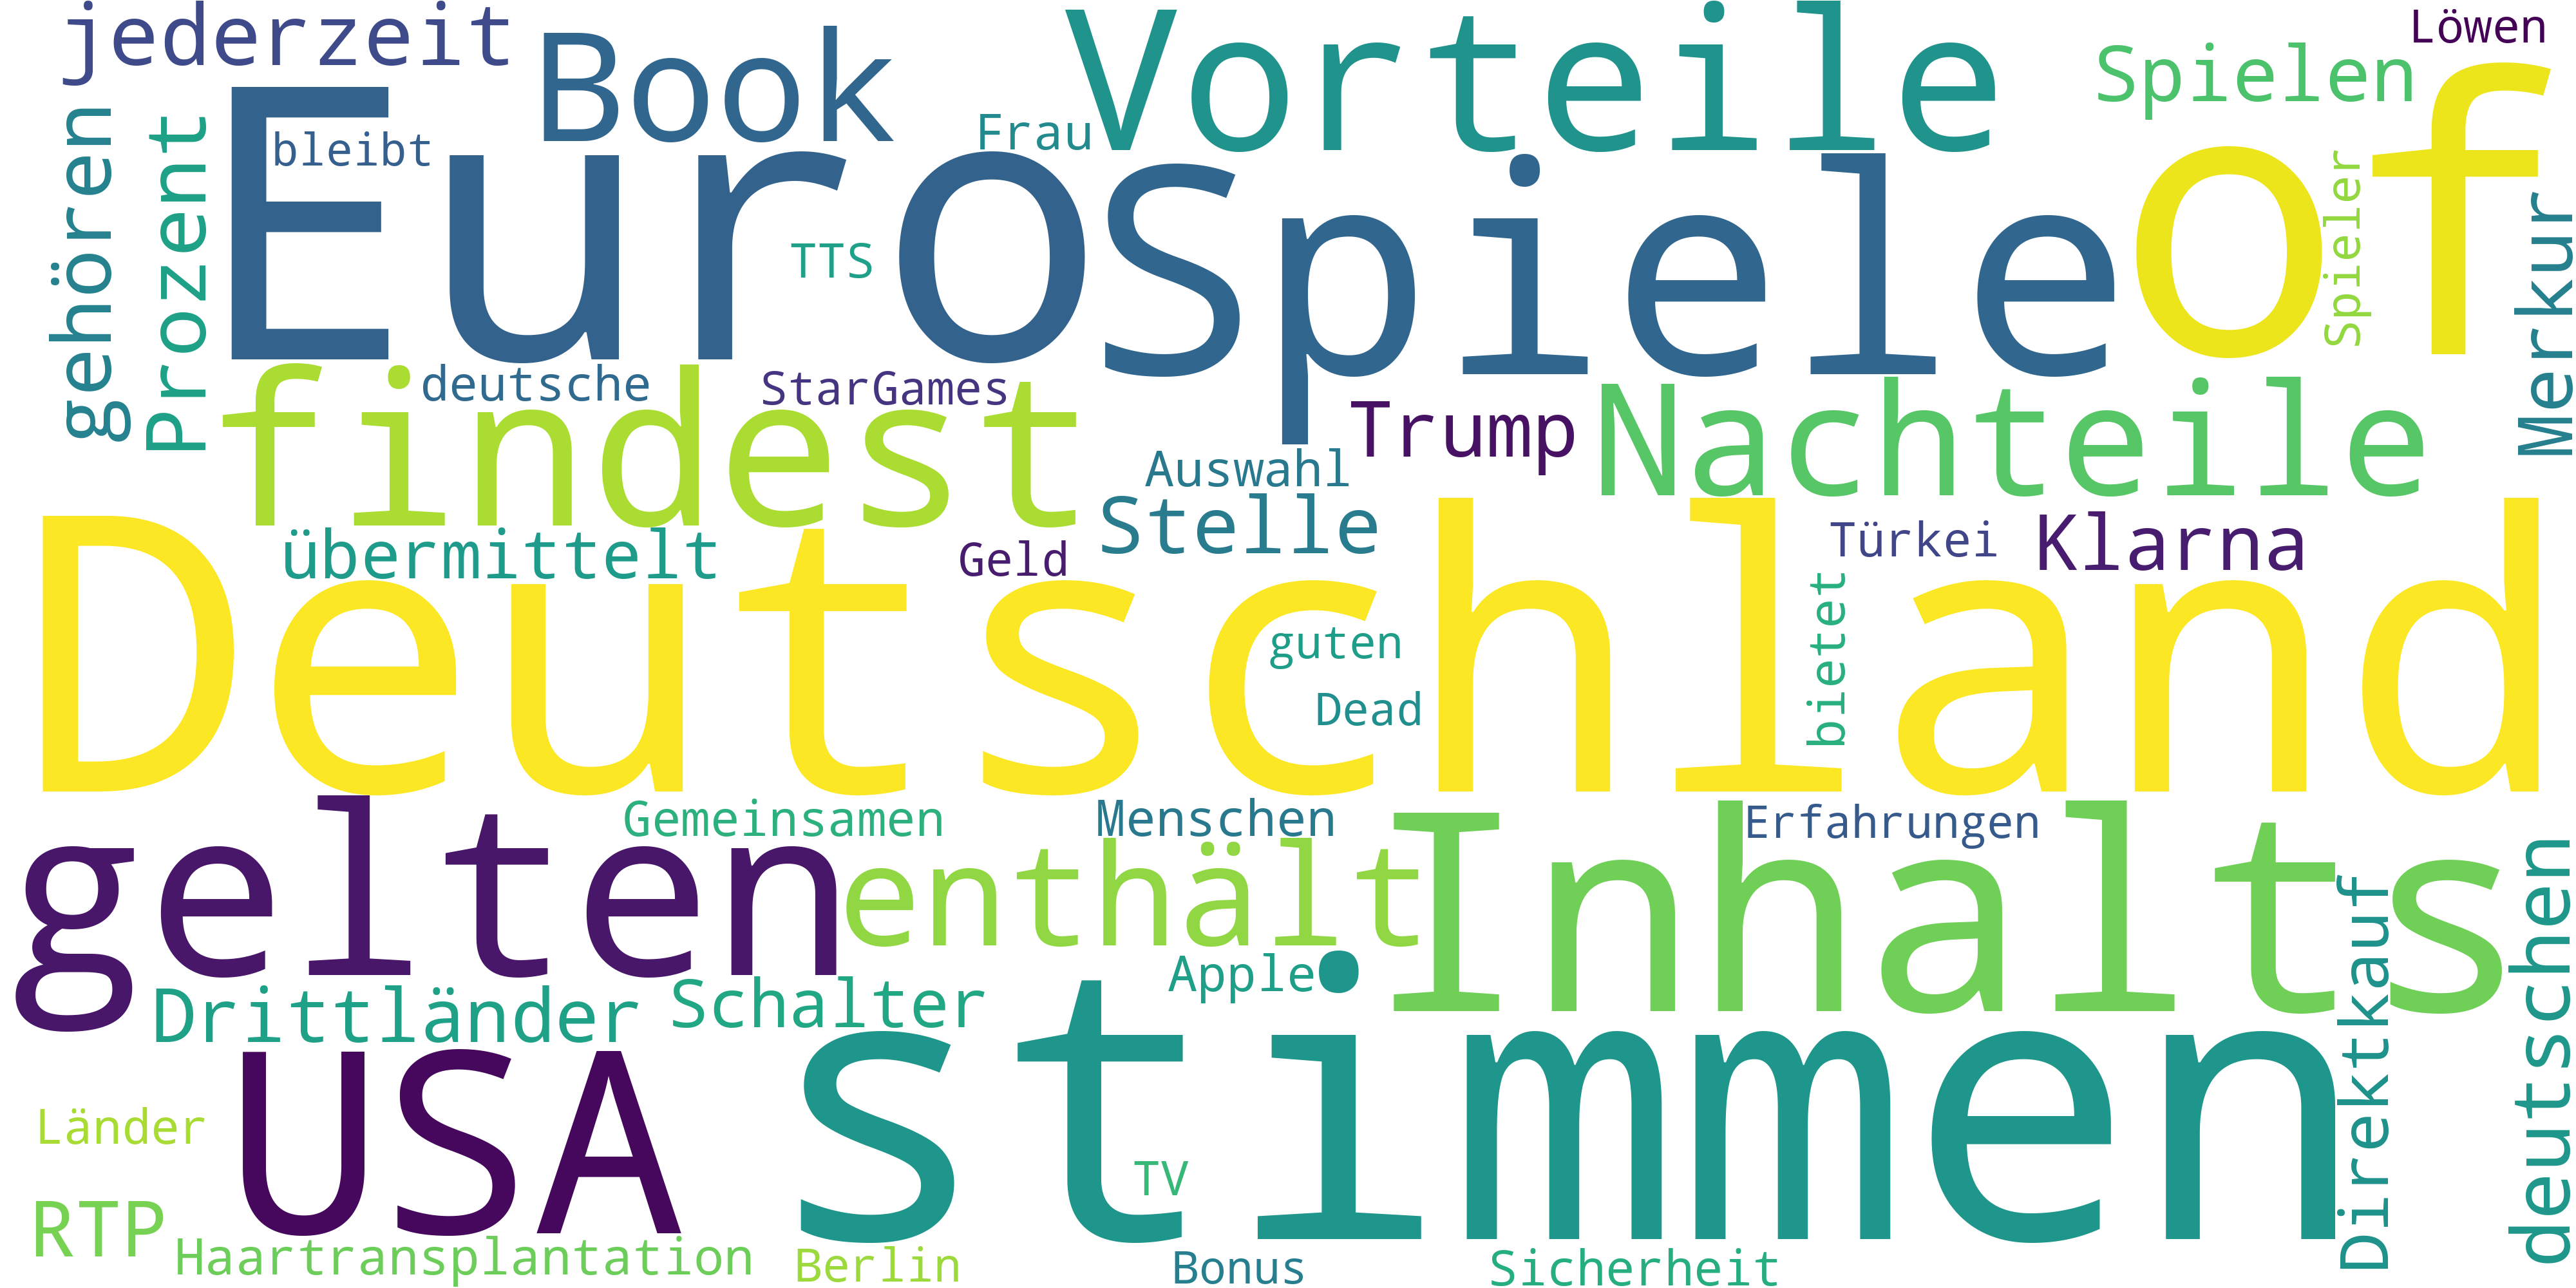 jederzeit
Book
Vorteile
Löwen
Spielen
gehören
Prozent
Euro
bleibt
Frau
TTS
Spiele
of
Spieler
Merkur
findest
deutsche
StarGames
Trump
Nachteile
Auswahl
Stelle
übermittelt
Geld
Türkei
Klarna
Deutschland
guten
Dead
bietet
gelten
Gemeinsamen
Menschen
Erfahrungen
enthält
Inhalts
Drittländer
Schalter
Apple
Direktkauf
deutschen
USA
stimmen
Länder
TV
RTP
Haartransplantation
Berlin
Bonus
Sicherheit